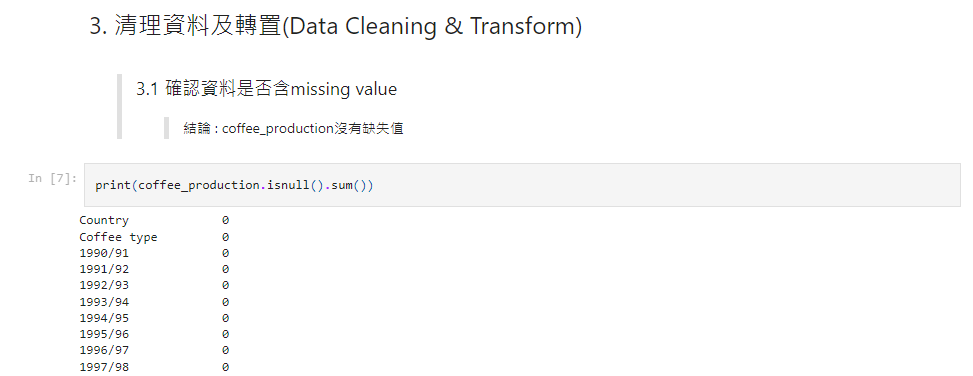 3. 清理資料及轉置(Data Cleaning & Transform)
3.1 確認資料是否含missing value
結論 : coffee_production沒有缺失值
In [7]:
print(coffee_production.isnull().sum())
Country 0
Coffee type 0
1990/91 0
1991/92 0
1992/93 0
1993/94 0
1994/95 0
1995/96 0
1996/97 0
1997/98 0